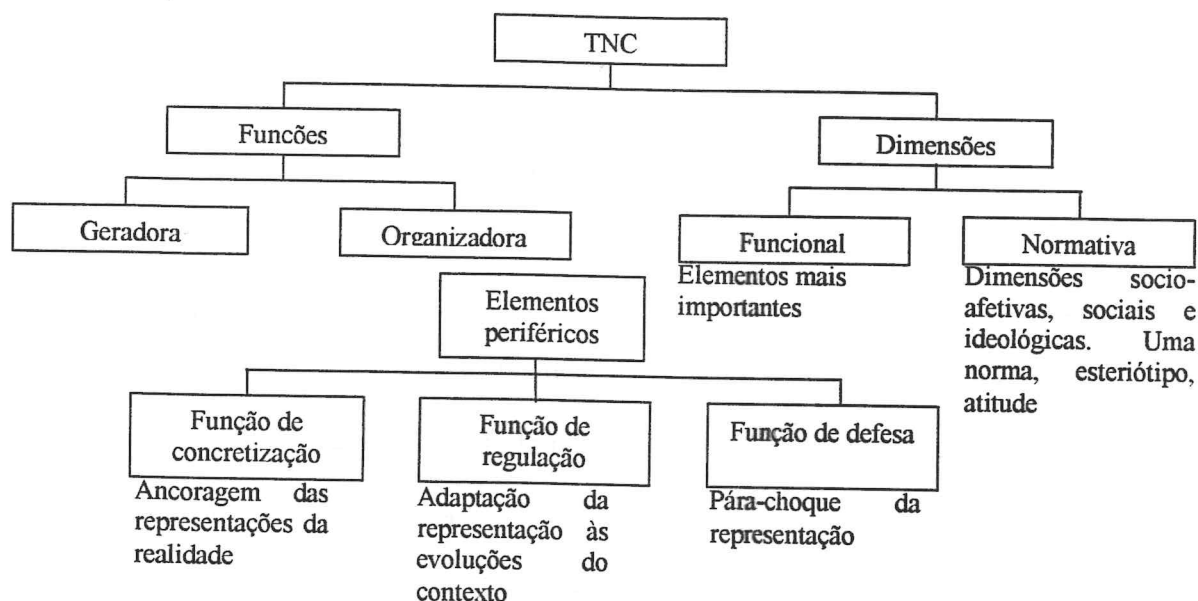 TNC
Funcões
Dimensões
Geradora
Organizadora
Funcional
Elementos mais
importantes
Normativa
Dimensões socio-
afetivas, sociais e
ideológicas. Uma
norma, esteriótipo,
atitude
Elementos
periféricos
Função de
concretização
Ancoragem das
representações da
realidade
Função de
regulação
Adaptação da
representação às
evoluções do
contexto
Função de defesa
Pára-choque da
representação